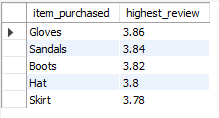 item_purchased highest_review
Gloves 3.86
Sandals 3.84
Boots 3.82
Hat 3.8
Skirt 3.78